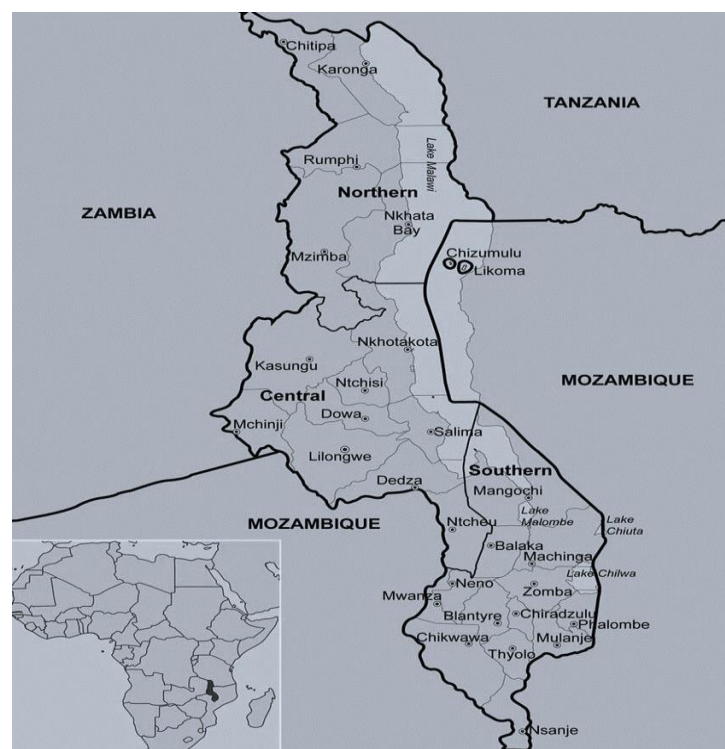 Chitipa
Karonga
TANZANIA
Lake Malawi
Rumphi
Northern
ZAMBIA
Nkhata
Bay
Mzimba
Chizumulu
Likoma
Nkhotakota
Kasungu
Ntchisi
MOZAMBIQUE
Central
Dowa
Mchinji
Salima
Lilongwe
Southern
Dedza
Mangochi
MOZAMBIQUE
Ntcheu
Lake
Malombe
Lake
Chiuta
Balaka
Machinga
Lake Chilwa
Neno
Zomba
Mwanza
Blantyre
Chiradzulu
Phalombe
Chikwawa
Mulanje
Thyolo
Nsanje